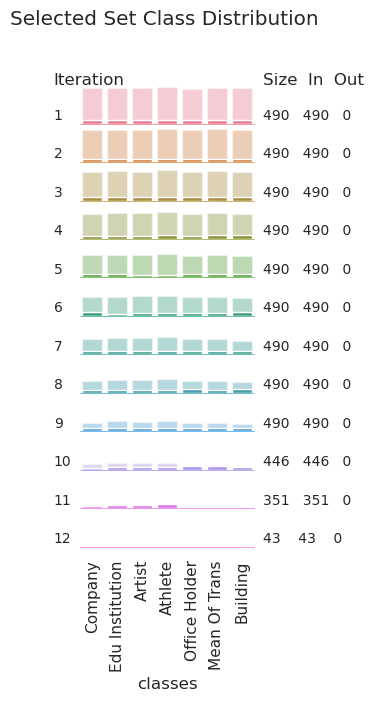 Selected Set Class Distribution
Iteration Size In Out
1 490 490 0
2 490 490 0
3 490 490 0
4 490 490 0
5 490 490 0
6 490 490 0
7 490 490 0
8 490 490 0
9 490 490 0
10 446 446 0
11 351 351 0
12 43 43 0
Company
Edu Institution
Artist
Athlete
Office Holder
Mean Of Trans
Building
classes